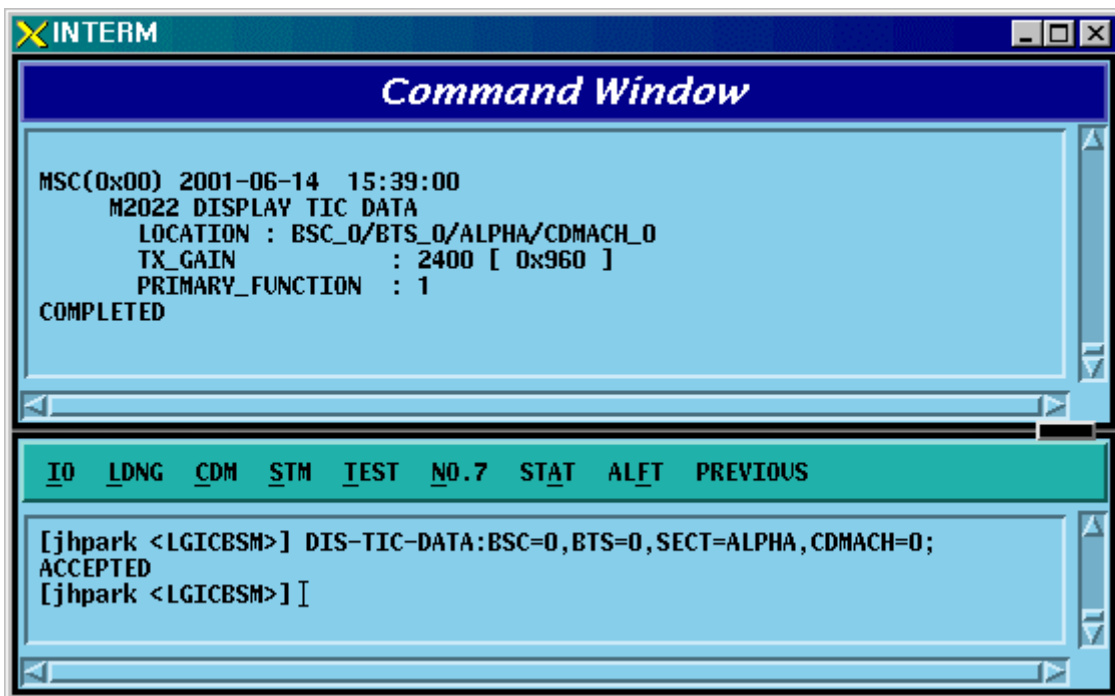 INTERM
Command Window
MSC(0x00) 2001-06-14 15:39:00
M2022 DISPLAY TIC DATA
LOCATION : BSC_0/BTS_0/ALPHA/CDMACH_0
TX_GAIN : 2400 [ 0x960 ]
PRIMARY_FUNCTION : 1
COMPLETED
IO LDNG CDM STM TEST NO.7 STAT ALFT PREVIOUS
[jhpark <LGICBSM>] DIS-TIC-DATA:BSC=0,BTS=0,SECT=ALPHA,CDMACH=0;
ACCEPTED
[jhpark <LGICBSM>]